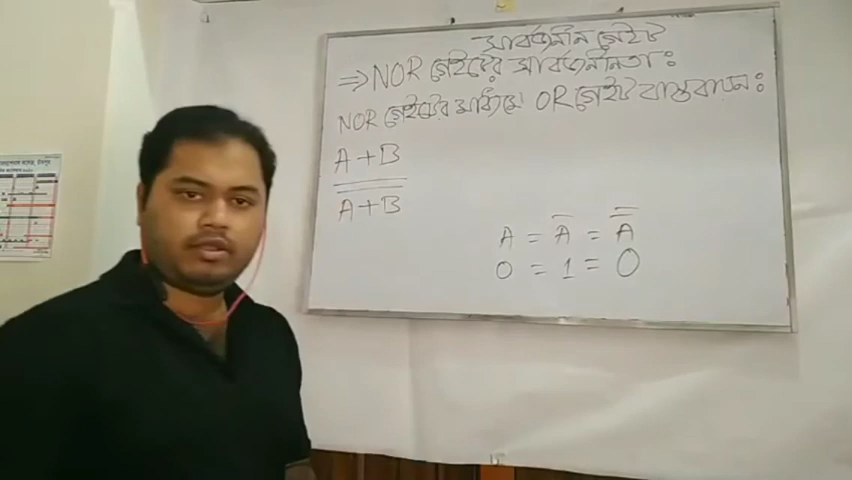 সার্বজনীন গেইট
⇒ NOR গেইটের সার্বজনীনতা:
NOR গেইটের মাধ্যমে OR গেইট বাস্তবায়ন:
A + B
A̿ ̿+̿ ̿B̿
A = A̅ = A̿
0 = 1 = 0